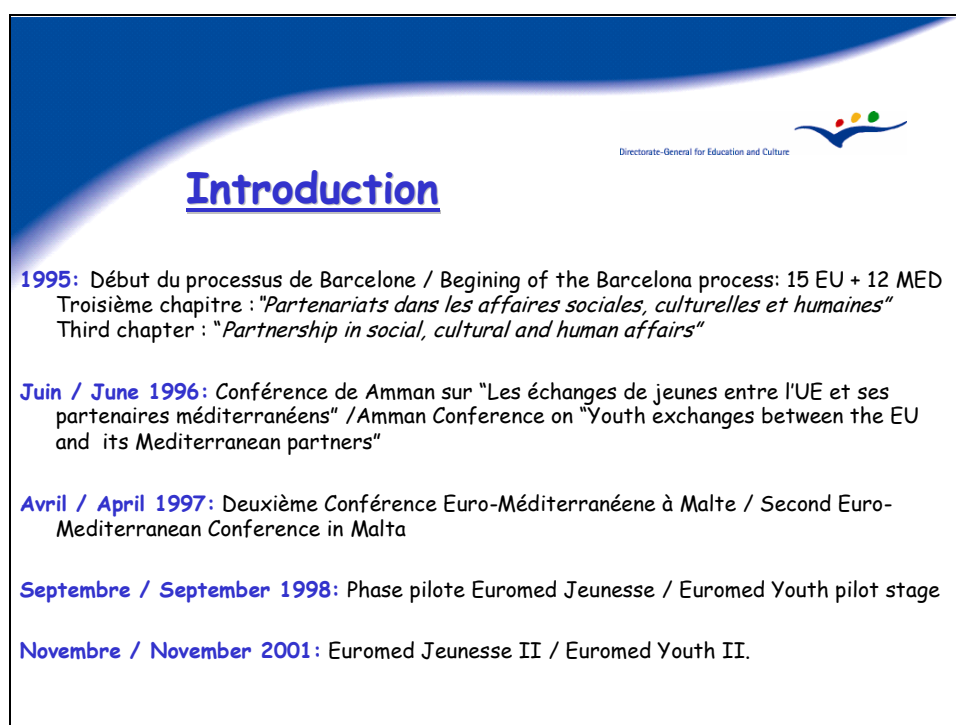 Directorate-General for Education and Culture
Introduction
1995: Début du processus de Barcelone / Begining of the Barcelona process: 15 EU + 12 MED
Troisième chapitre : "Partenariats dans les affaires sociales, culturelles et humaines"
Third chapter : "Partnership in social, cultural and human affairs"
Juin / June 1996: Conférence de Amman sur "Les échanges de jeunes entre l'UE et ses
partenaires méditerranéens" /Amman Conference on "Youth exchanges between the EU
and its Mediterranean partners"
Avril / April 1997: Deuxième Conférence Euro-Méditerranéene à Malte / Second Euro-
Mediterranean Conference in Malta
Septembre / September 1998: Phase pilote Euromed Jeunesse / Euromed Youth pilot stage
Novembre / November 2001: Euromed Jeunesse II / Euromed Youth II.